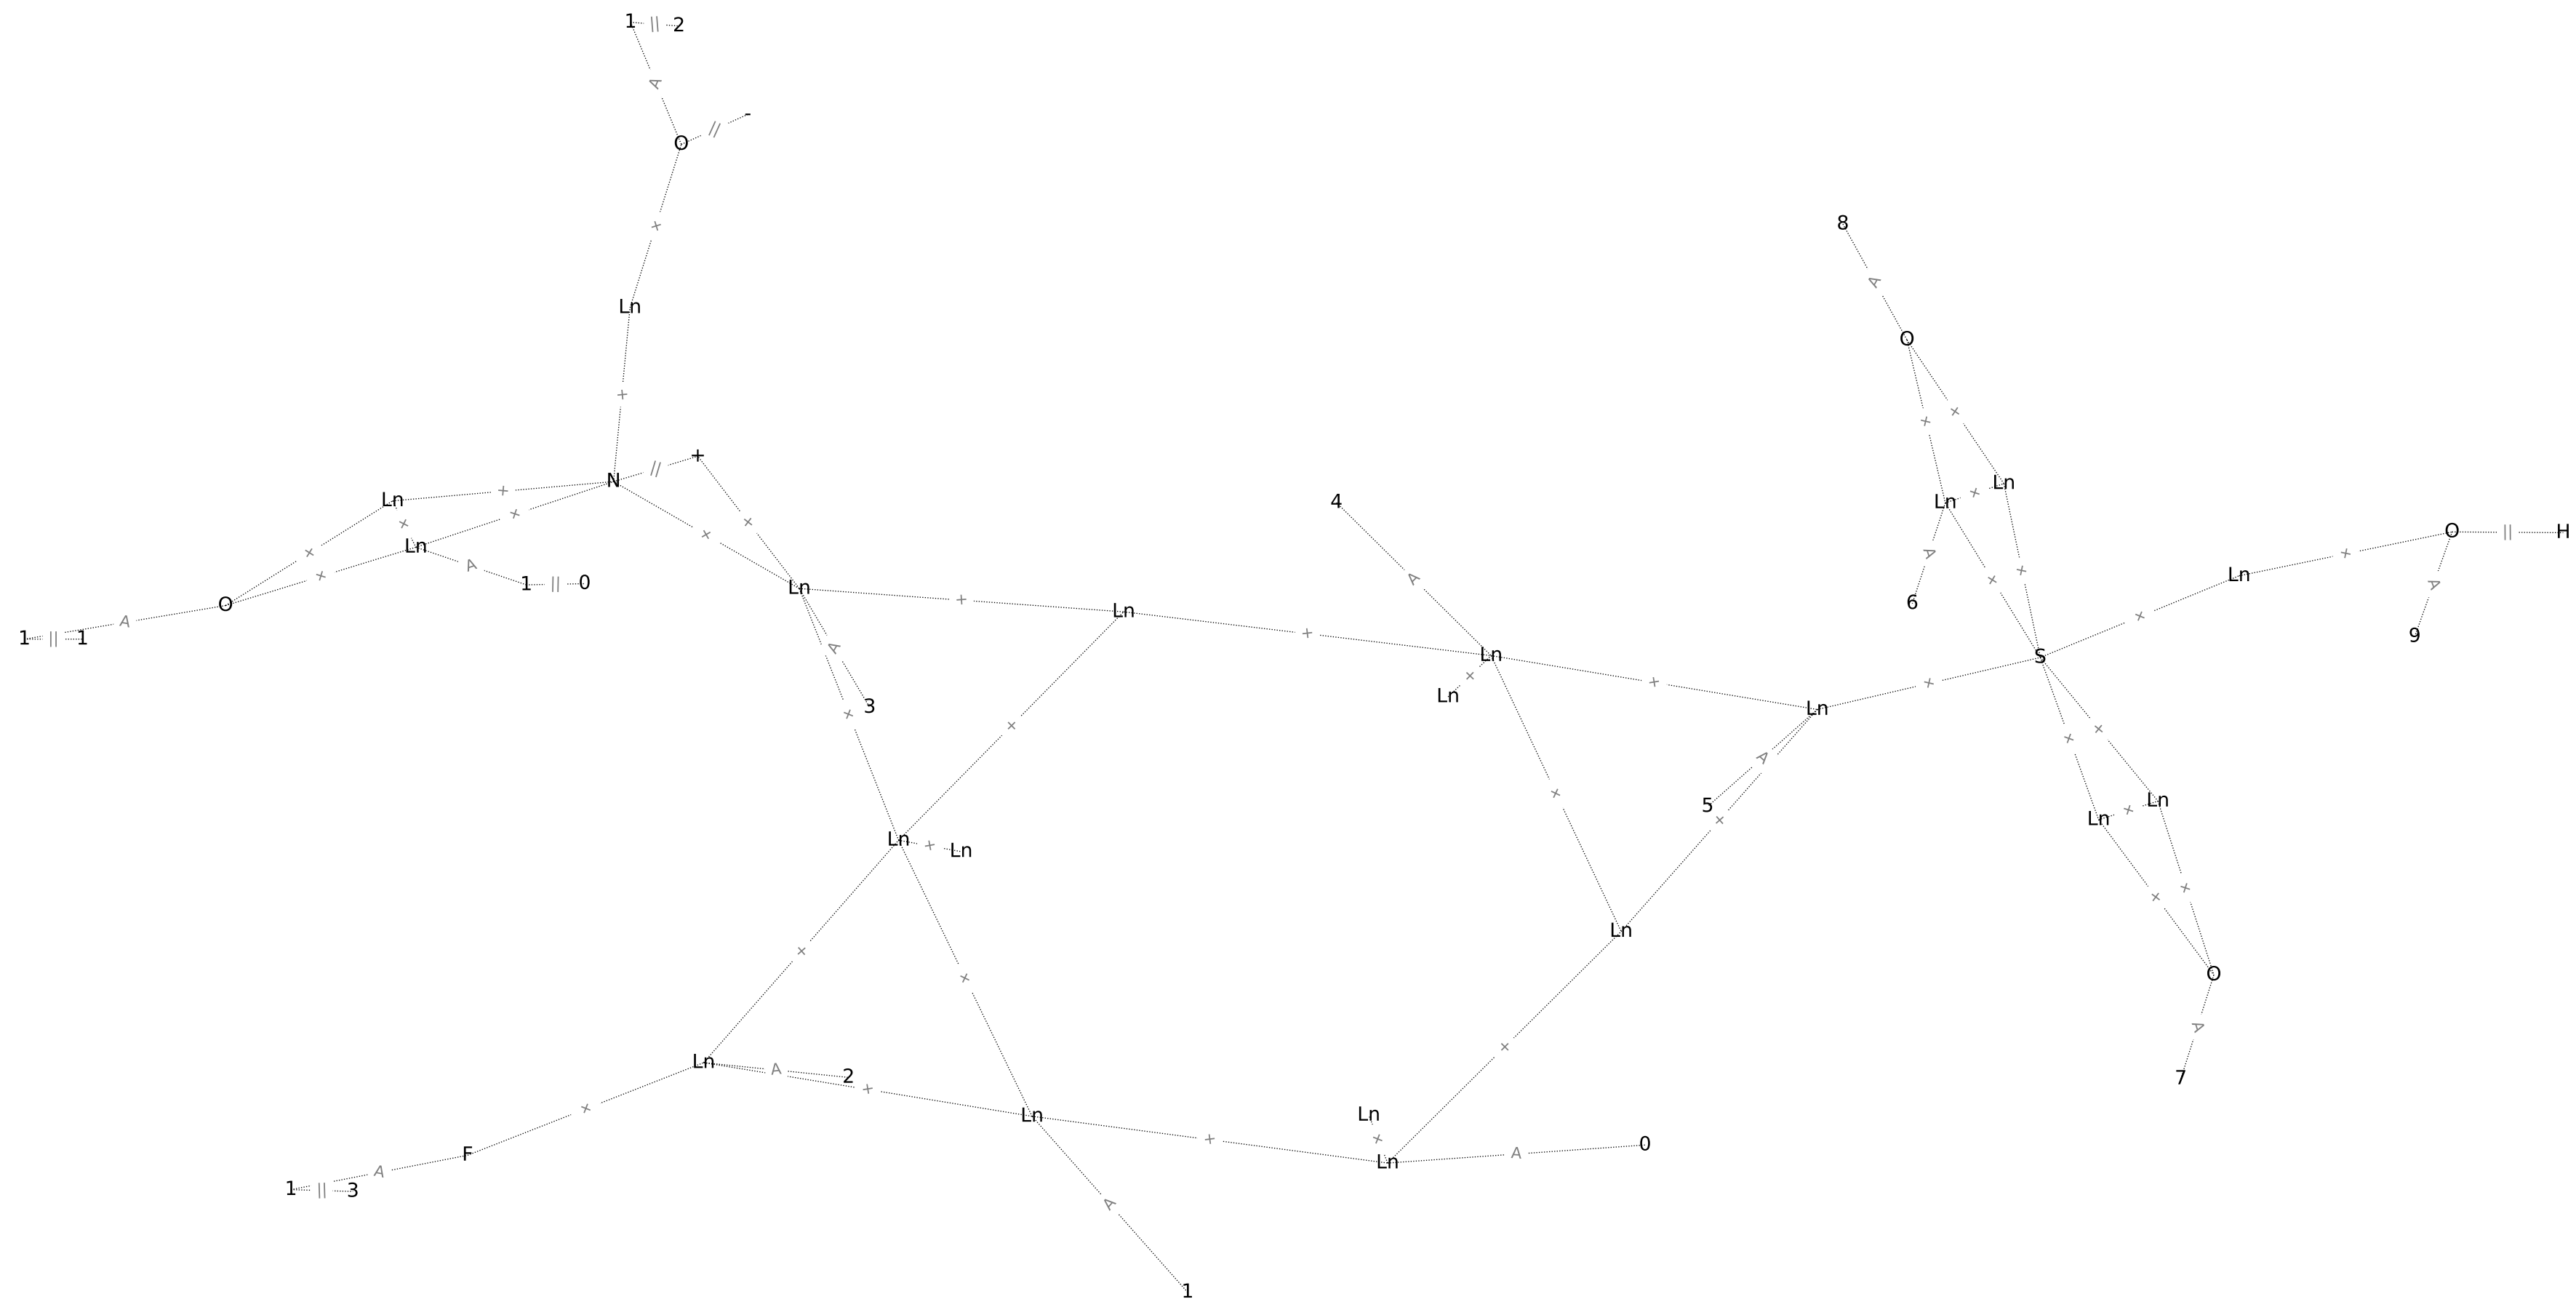 1 || 2
A
O // -
+
8
Ln
A
O
+
+ +
+
N // +
Ln + Ln
4
Ln +
O || H
Ln
+
+ + +
+
A
Ln
A
1 || 0
+
+
Ln
A
+
A
6
O
1 || 1
A
Ln
+
Ln
+
+
9
A
Ln
S
+
Ln
+
3
+
Ln
+
+
+
A
Ln
5
+
Ln + Ln
Ln + Ln
+
+
+
Ln
+
+
+
O
A
+
Ln
A
2
+
7
F
+
Ln
+
Ln
+
Ln
A
0
1 || 3
A
A
1